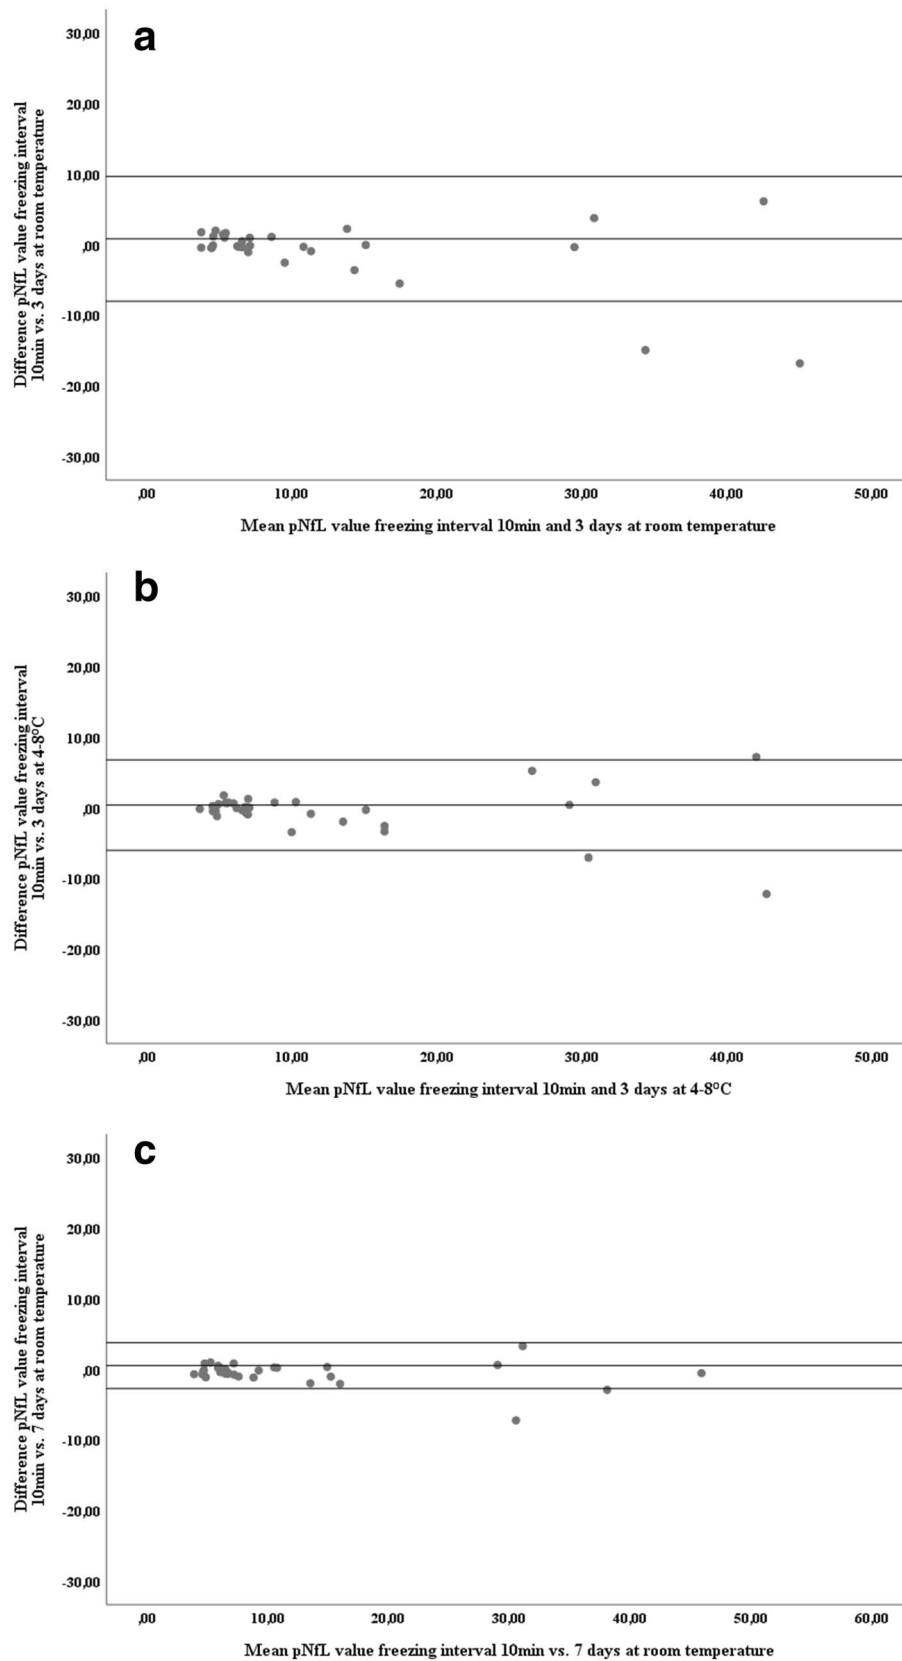 a
30,00
20,00
10,00
,00
-10,00
-20,00
-30,00
Difference pNfL value freezing interval
10min vs. 3 days at room temperature
,00 10,00 20,00 30,00 40,00 50,00
Mean pNfL value freezing interval 10min and 3 days at room temperature
b
30,00
20,00
10,00
,00
-10,00
-20,00
-30,00
Difference pNfL value freezing interval
10min vs. 3 days at 4-8°C
,00 10,00 20,00 30,00 40,00 50,00
Mean pNfL value freezing interval 10min and 3 days at 4-8°C
c
30,00
20,00
10,00
,00
-10,00
-20,00
-30,00
Difference pNfL value freezing interval
10min vs. 7 days at room temperature
,00 10,00 20,00 30,00 40,00 50,00 60,00
Mean pNfL value freezing interval 10min vs. 7 days at room temperature